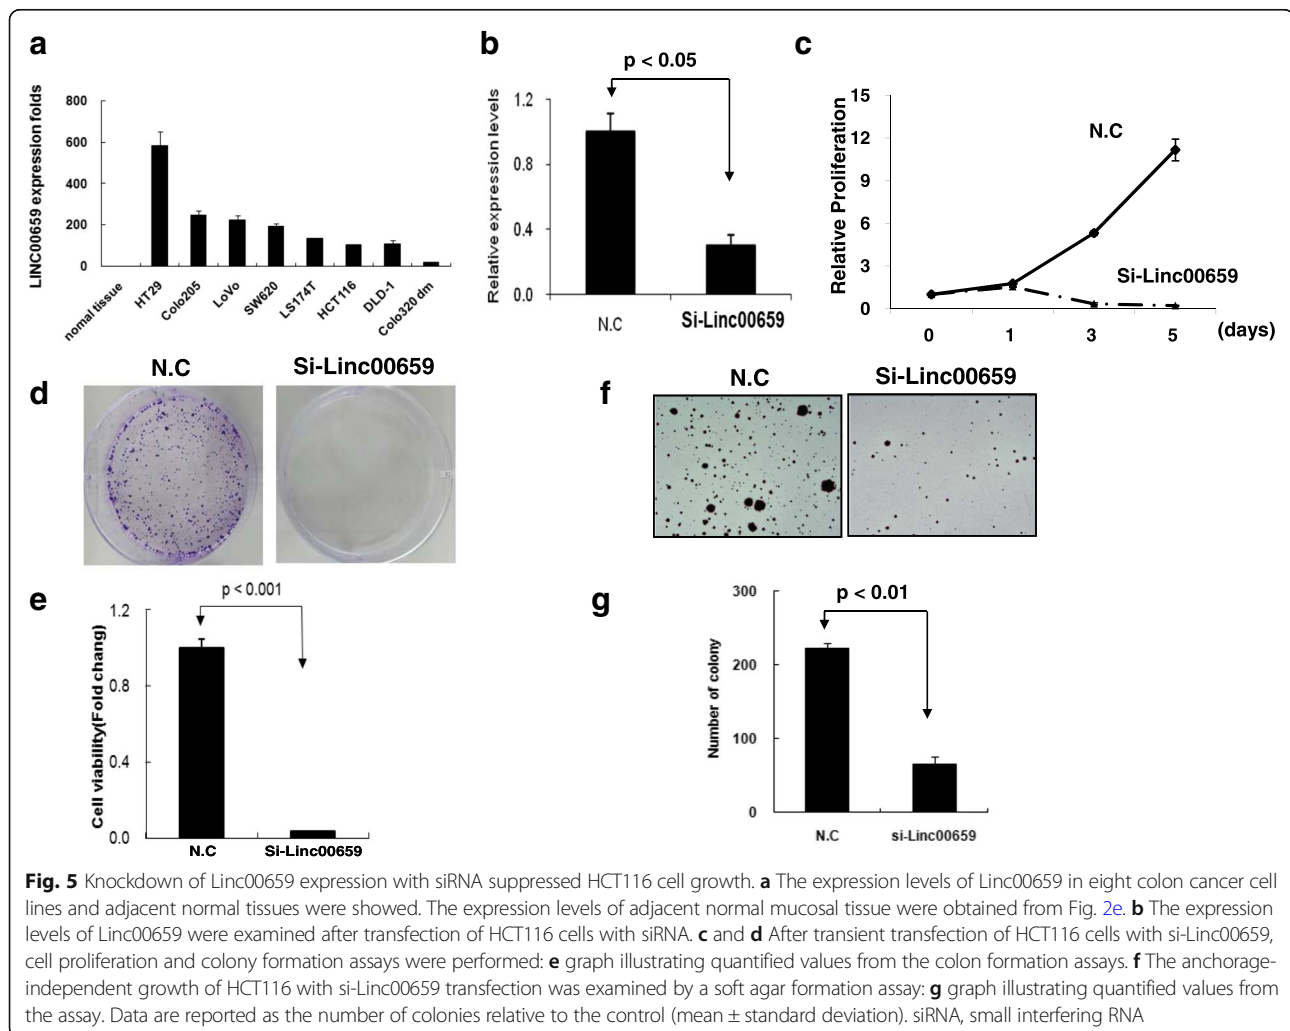 a
LINC00659 expression folds
800
600
400
200
0
nomal tissue
HT29
Colo205
LoVo
SW620
LS174T
HCT116
DLD-1
Colo320 dm
b
p < 0.05
Relative expression levels
1.2
0.8
0.4
0.0
N.C
Si-Linc00659
c
Relative Proliferation
15
12
9
6
3
0
N.C
Si-Linc00659
0 1 3 5 (days)
d
N.C
Si-Linc00659
e
p < 0.001
Cell viability(Fold chang)
1.2
0.8
0.4
0.0
N.C
Si-Linc00659
f
N.C
Si-Linc00659
g
p < 0.01
Number of colony
300
200
100
0
N.C
si-Linc00659
Fig. 5 Knockdown of Linc00659 expression with siRNA suppressed HCT116 cell growth. a The expression levels of Linc00659 in eight colon cancer cell
lines and adjacent normal tissues were showed. The expression levels of adjacent normal mucosal tissue were obtained from Fig. 2e. b The expression
levels of Linc00659 were examined after transfection of HCT116 cells with siRNA. c and d After transient transfection of HCT116 cells with si-Linc00659,
cell proliferation and colony formation assays were performed: e graph illustrating quantified values from the colon formation assays. f The anchorage-
independent growth of HCT116 with si-Linc00659 transfection was examined by a soft agar formation assay: g graph illustrating quantified values from
the assay. Data are reported as the number of colonies relative to the control (mean ± standard deviation). siRNA, small interfering RNA